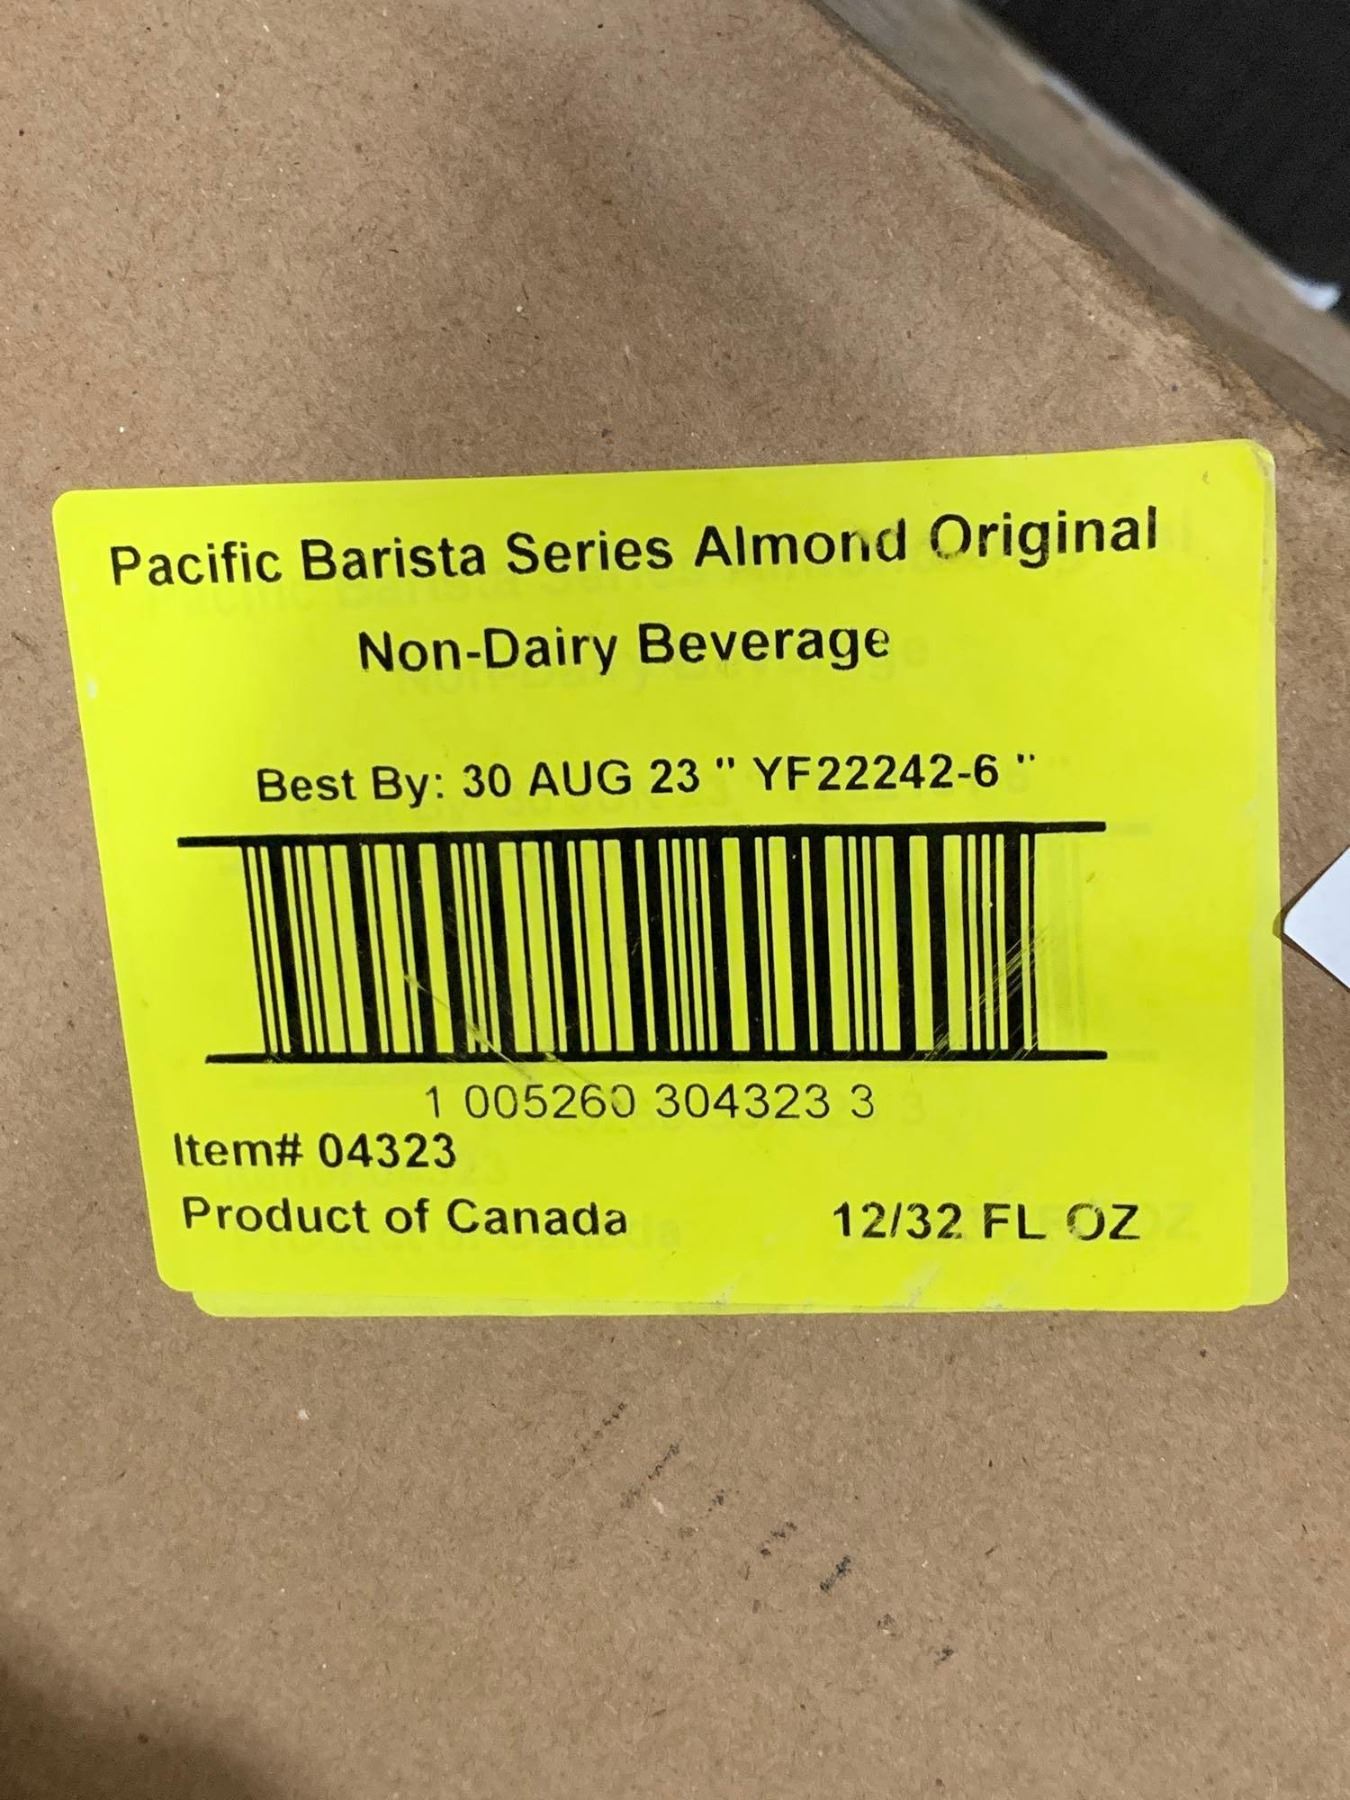 Pacific Barista Series Almond Original
Non-Dairy Beverage
Best By: 30 AUG 23 " YF22242-6 "
1 005260 304323 3
Item# 04323
Product of Canada
12/32 FL OZ